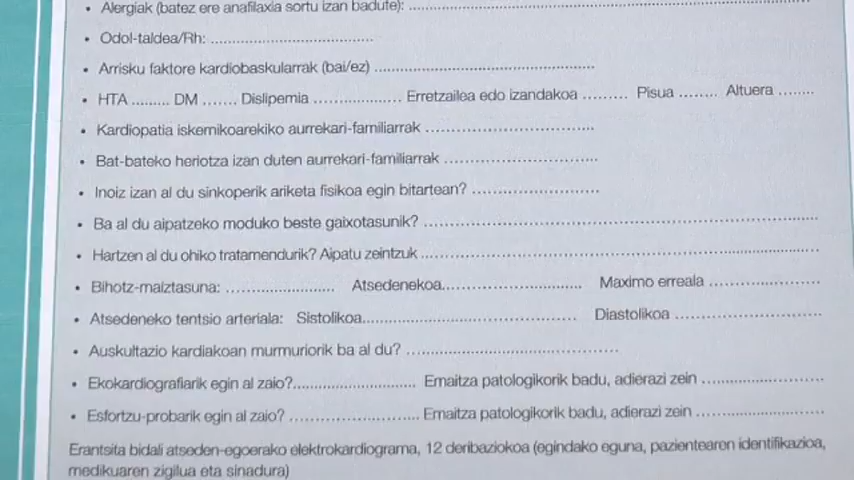 • Alergiak (batez ere anafilaxia sortu izan badute): ........................................
• Odol-taldea/Rh: ......................................
• Arrisku faktore kardiobaskularrak (bai/ez) ..................................................
• HTA ......... DM ....... Dislipemia .................... Erretzailea edo izandakoa .......... Pisua ......... Altuera ........
• Kardiopatia iskemikoarekiko aurrekari-familiarrak .......................................
• Bat-bateko heriotza izan duten aurrekari-familiarrak ...................................
• Inoiz izan al du sinkoperik ariketa fisikoa egin bitartean? .............................
• Ba al du aipatzeko moduko beste gaixotasunik? ........................................
• Hartzen al du ohiko tratamendurik? Aipatu zeintzuk ........................................
• Bihotz-maiztasuna: ......................... Atsedenekoa................................ Maximo erreala ..........................
• Atsedeneko tentsio arteriala: Sistolikoa.................................................. Diastolikoa ..................................
• Auskultazio kardiakoan murmuriorik ba al du? ..................................................
• Ekokardiografiarik egin al zaio?............................ Emaitza patologikorik badu, adierazi zein ............................
• Esfortzu-probarik egin al zaio? .............................. Emaitza patologikorik badu, adierazi zein ..............................
Erantsita bidali atseden-egoerako elektrokardiograma, 12 deribaziokoa (egindako eguna, pazientearen identifikazioa,
medikuaren zigilua eta sinadura)